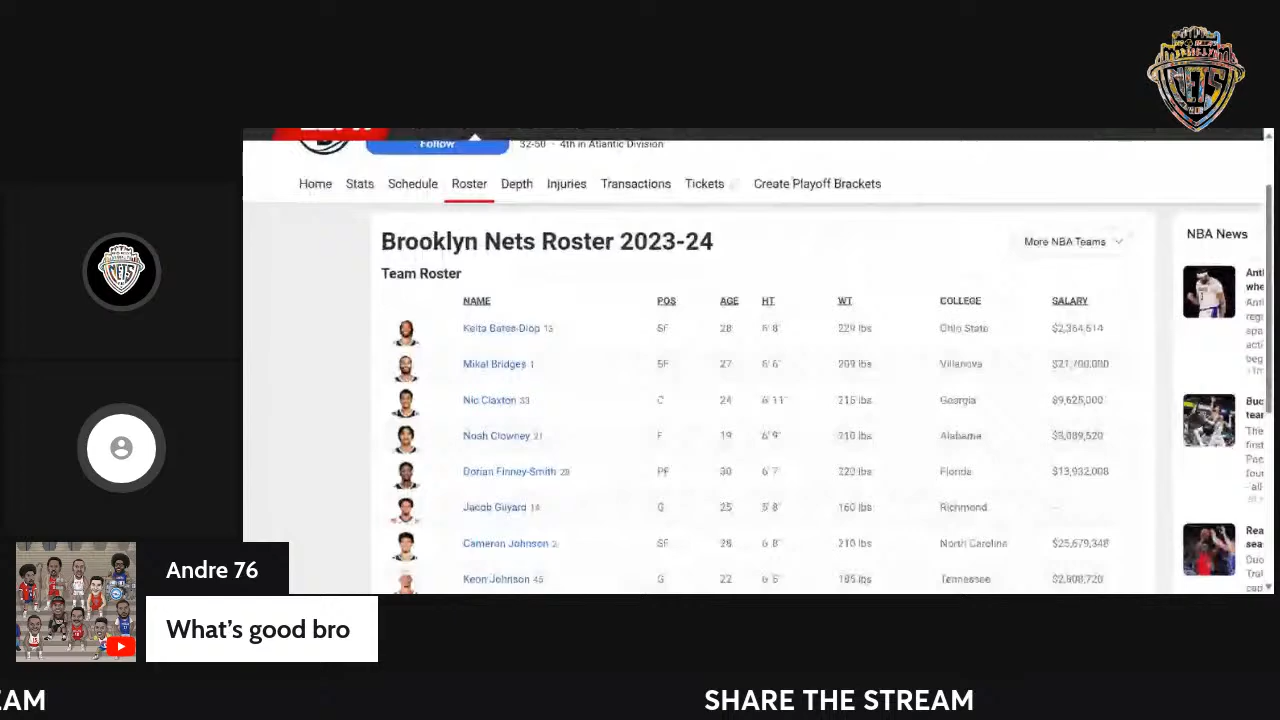 Follow 32-50 - 4th in Atlantic Division
Home Stats Schedule Roster Depth Injuries Transactions Tickets Create Playoff Brackets
Brooklyn Nets Roster 2023-24
More NBA Teams
NBA News
Team Roster
NAME POS AGE HT WT COLLEGE SALARY
Keita Bates-Diop 13 SF 28 6' 8" 229 lbs Ohio State $2,364,614
Mikal Bridges 1 SF 27 6' 6" 209 lbs Villanova $21,700,000
Nic Claxton 33 C 24 6' 11" 215 lbs Georgia $9,625,000
Noah Clowney 21 F 19 6' 9" 210 lbs Alabama $3,089,520
Dorian Finney-Smith 28 PF 30 6' 7" 220 lbs Florida $13,932,008
Jacob Gilyard 14 G 25 5' 8" 160 lbs Richmond
Cameron Johnson 2 SF 28 6' 8" 210 lbs North Carolina $25,679,348
Keon Johnson 45 G 22 6' 5" 185 lbs Tennessee $2,808,720
NETS
NETS
Andre 76
What's good bro
SHARE THE STREAM